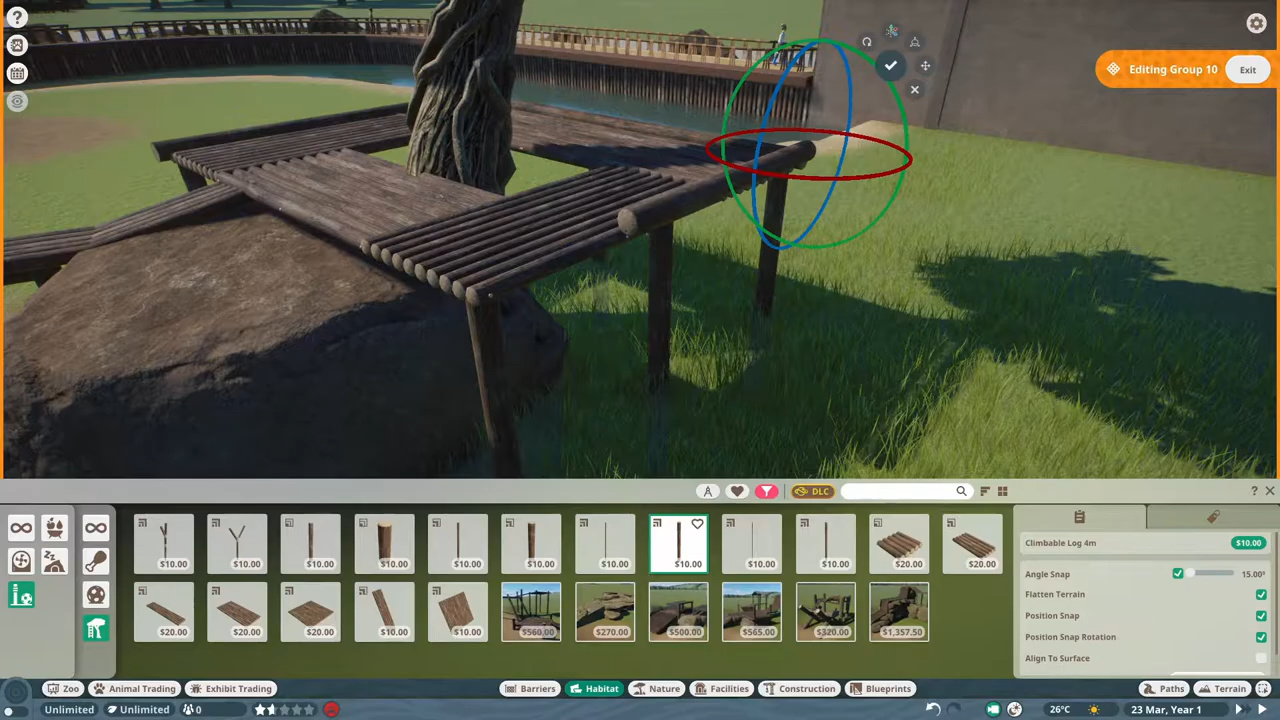 ?
Editing Group 10
Exit
DLC
?
$10.00
$10.00
$10.00
$10.00
$10.00
$10.00
$10.00
$10.00
$10.00
$10.00
$20.00
$20.00
$20.00
$20.00
$20.00
$10.00
$10.00
$560.00
$270.00
$500.00
$565.00
$320.00
$1,357.50
Climbable Log 4m
$10.00
Angle Snap
15.00°
Flatten Terrain
Position Snap
Position Snap Rotation
Align To Surface
Zoo
Animal Trading
Exhibit Trading
Barriers
Habitat
Nature
Facilities
Construction
Blueprints
Paths
Terrain
Unlimited
Unlimited
0
26°C
23 Mar, Year 1